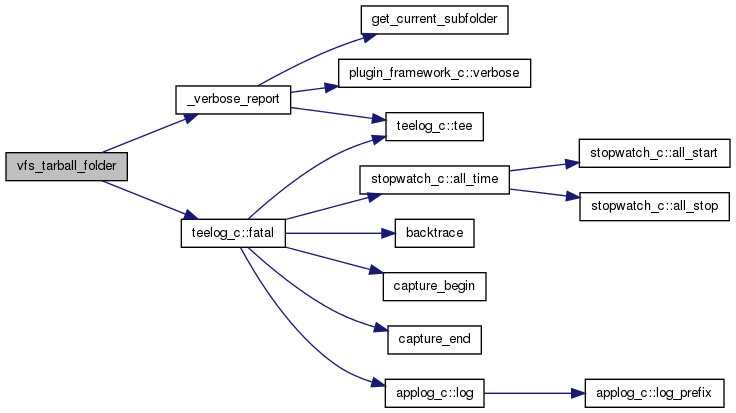 get_current_subfolder
plugin_framework_c::verbose
_verbose_report
teelog_c::tee
stopwatch_c::all_start
vfs_tarball_folder
stopwatch_c::all_time
stopwatch_c::all_stop
teelog_c::fatal
backtrace
capture_begin
capture_end
applog_c::log
applog_c::log_prefix